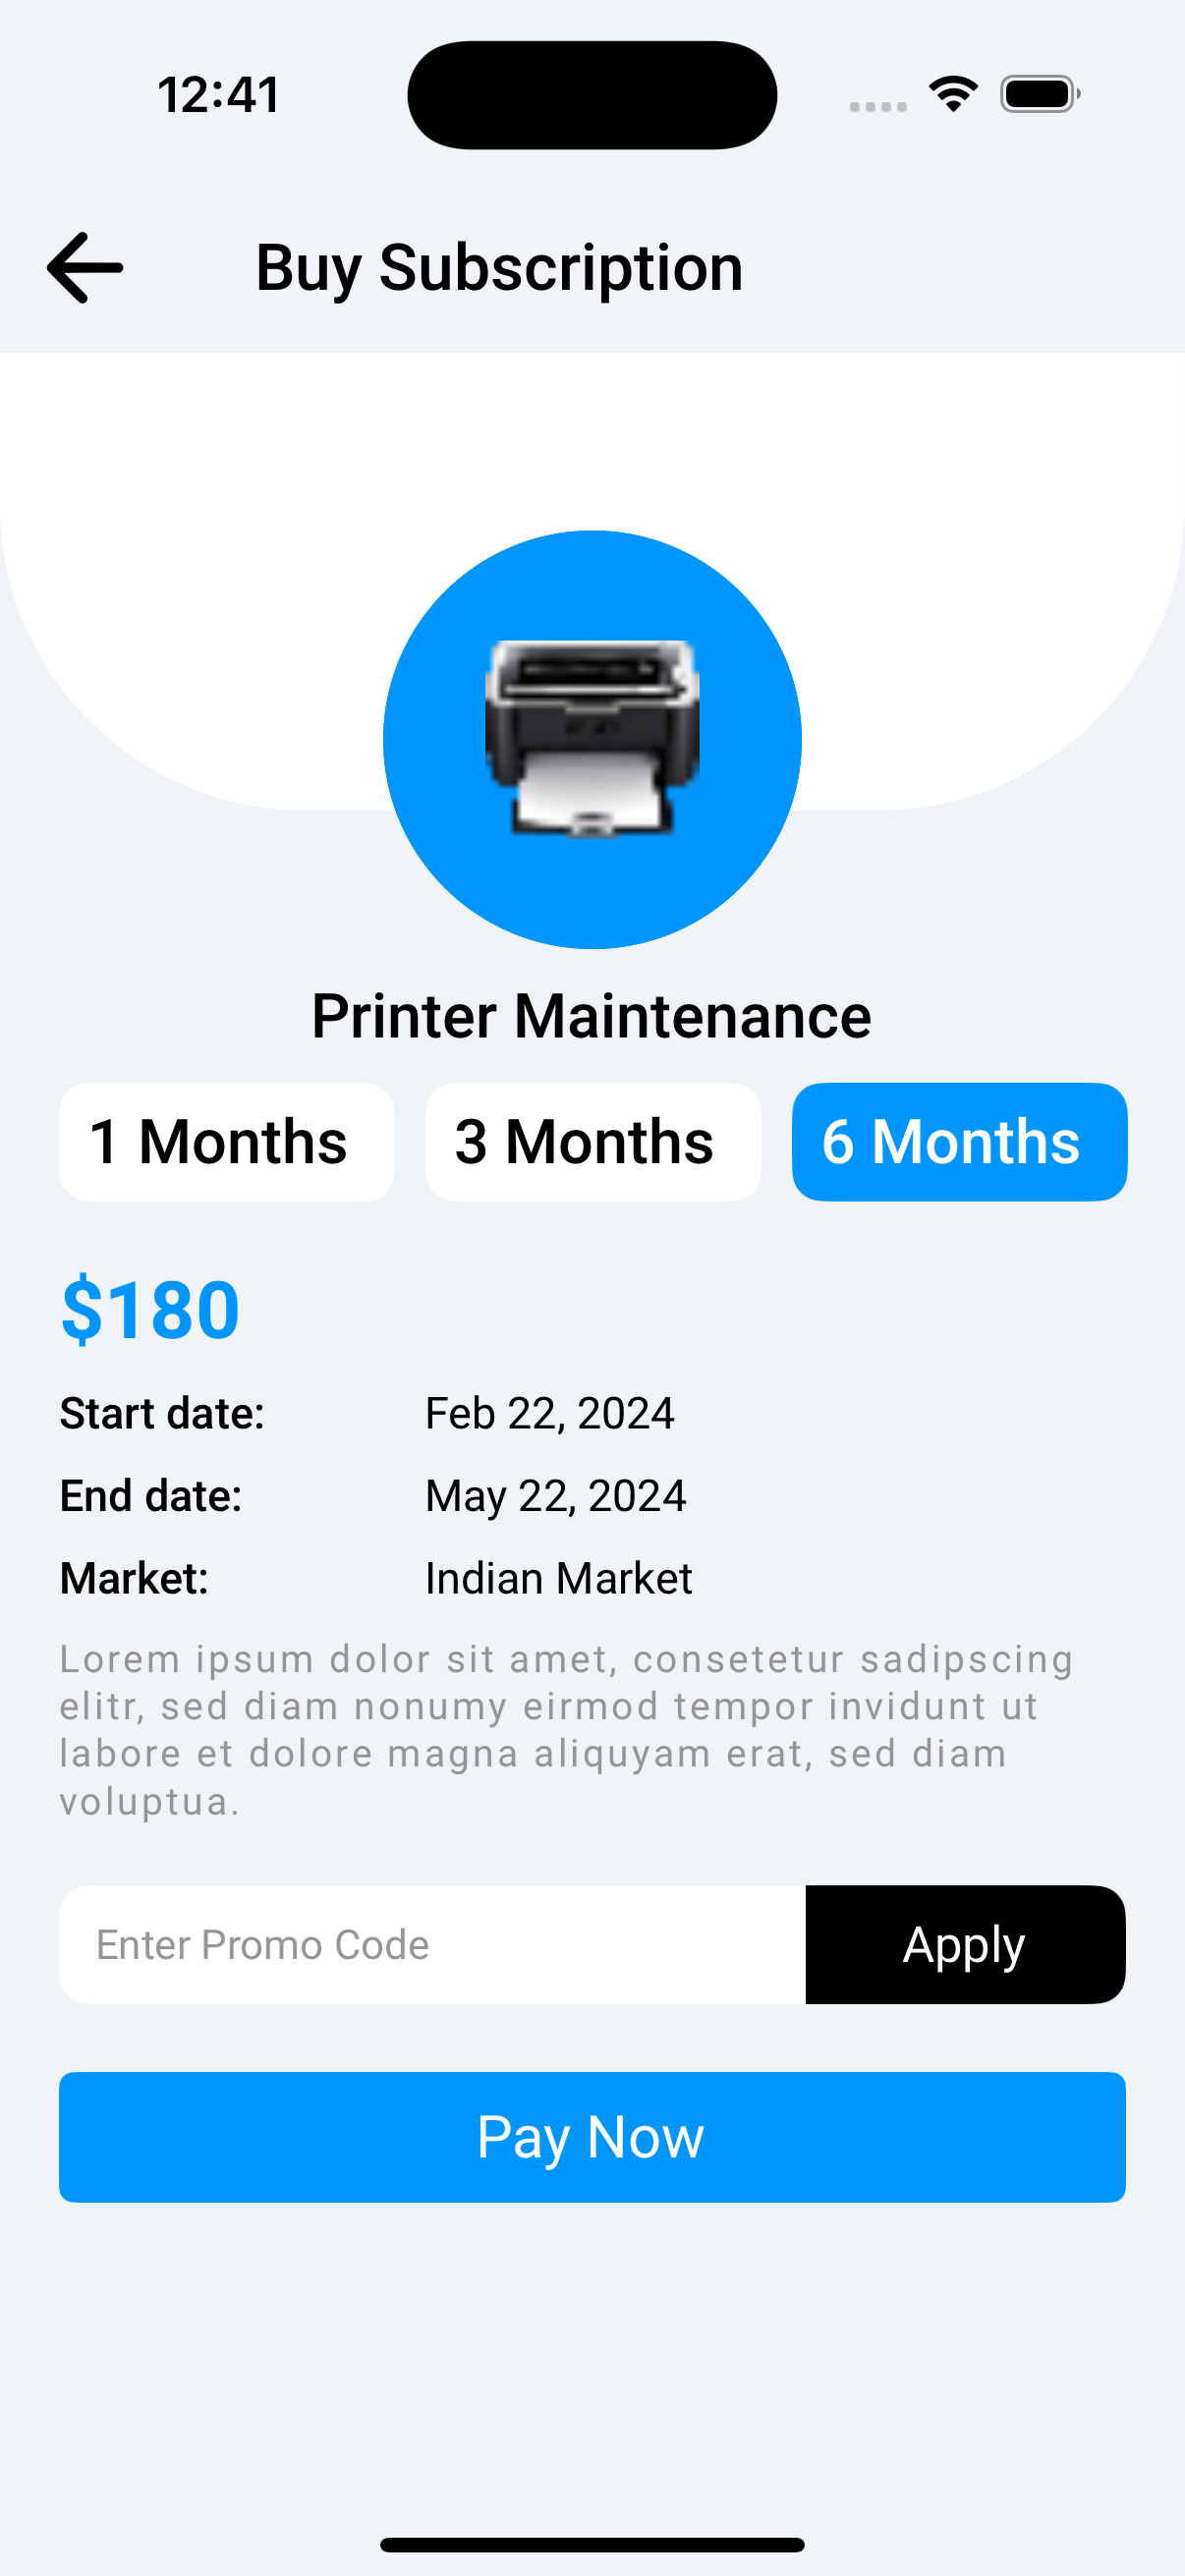 12:41
Buy Subscription
Printer Maintenance
1 Months
3 Months
6 Months
$180
Start date: Feb 22, 2024
End date: May 22, 2024
Market: Indian Market
Lorem ipsum dolor sit amet, consetetur sadipscing
elitr, sed diam nonumy eirmod tempor invidunt ut
labore et dolore magna aliquyam erat, sed diam
voluptua.
Enter Promo Code
Apply
Pay Now